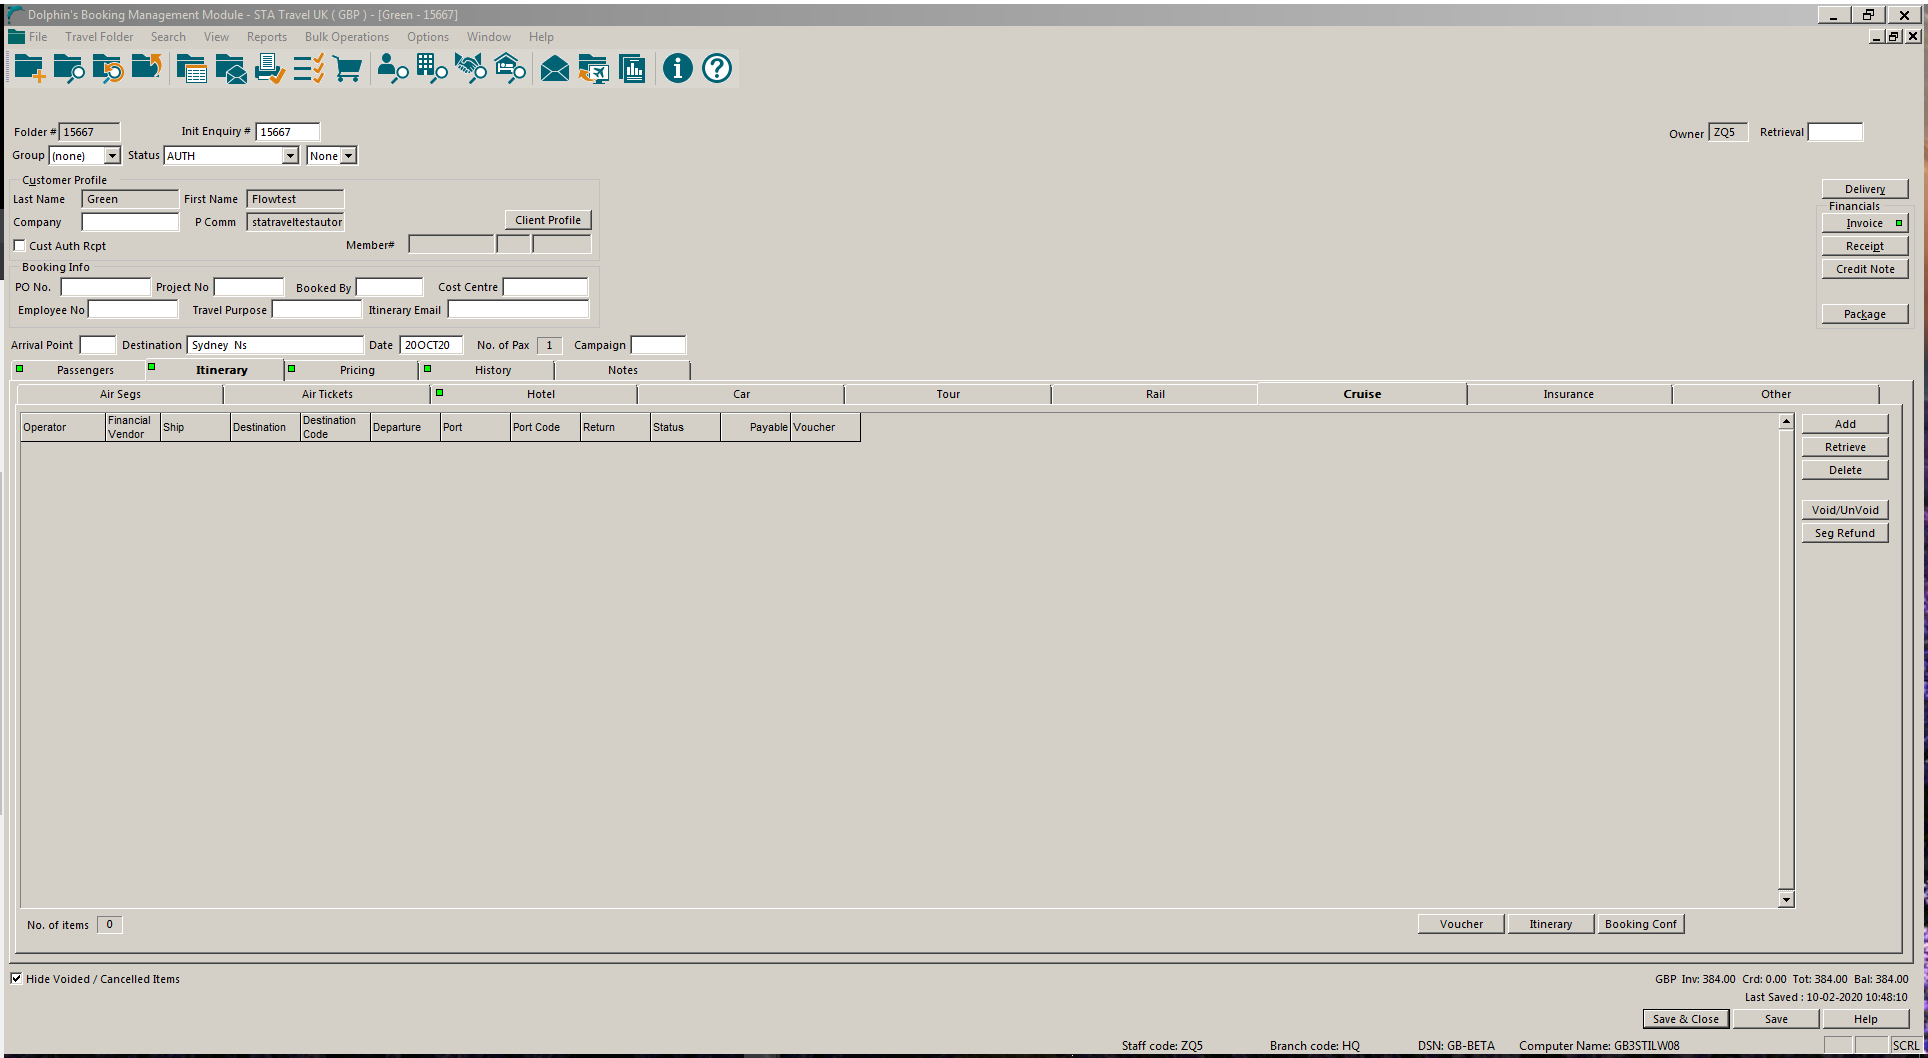 Dolphin's Booking Management Module - STA Travel UK ( GBP ) - [Green - 15667]
File Travel Folder Search View Reports Bulk Operations Options Window Help
Folder # 15667 Init Enquiry # 15667 Owner ZQ5 Retrieval
Group (none) Status AUTH None
Customer Profile
Last Name Green First Name Flowtest
Company P Comm statraveltestautor Client Profile
Cust Auth Rcpt Member#
Booking Info
PO No. Project No Booked By Cost Centre
Employee No Travel Purpose Itinerary Email
Delivery
Financials
Invoice
Receipt
Credit Note
Package
Arrival Point Destination Sydney Ns Date 20OCT20 No. of Pax 1 Campaign
Passengers Itinerary Pricing History Notes
Air Segs Air Tickets Hotel Car Tour Rail Cruise Insurance Other
Operator Financial Vendor Ship Destination Destination Code Departure Port Port Code Return Status Payable Voucher
Add
Retrieve
Delete
Void/UnVoid
Seg Refund
No. of items 0 Voucher Itinerary Booking Conf
Hide Voided / Cancelled Items GBP Inv: 384.00 Crd: 0.00 Tot: 384.00 Bal: 384.00
Last Saved : 10-02-2020 10:48:10
Save & Close Save Help
Staff code: ZQ5 Branch code: HQ DSN: GB-BETA Computer Name: GB3STILW08 SCRL